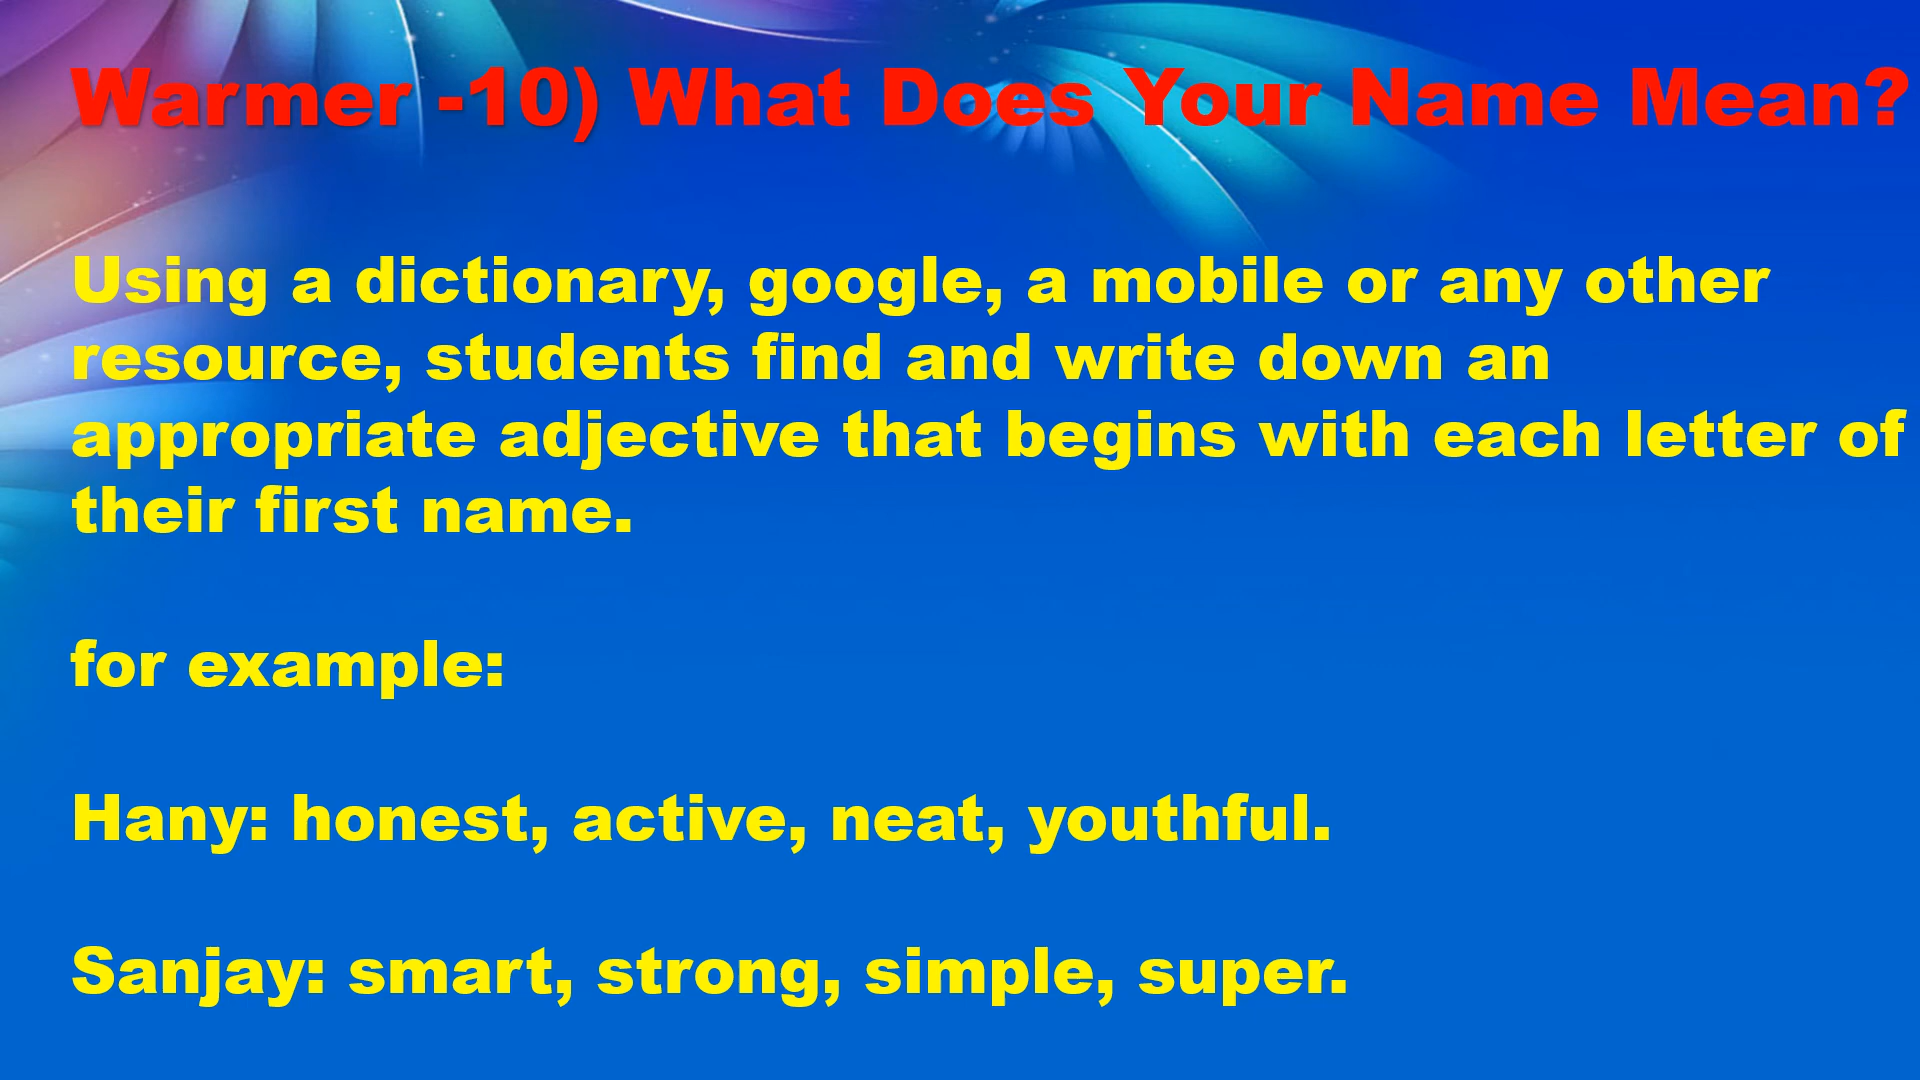 Warmer -10) What Does Your Name Mean?
Using a dictionary, google, a mobile or any other
resource, students find and write down an
appropriate adjective that begins with each letter of
their first name.
for example:
Hany: honest, active, neat, youthful.
Sanjay: smart, strong, simple, super.